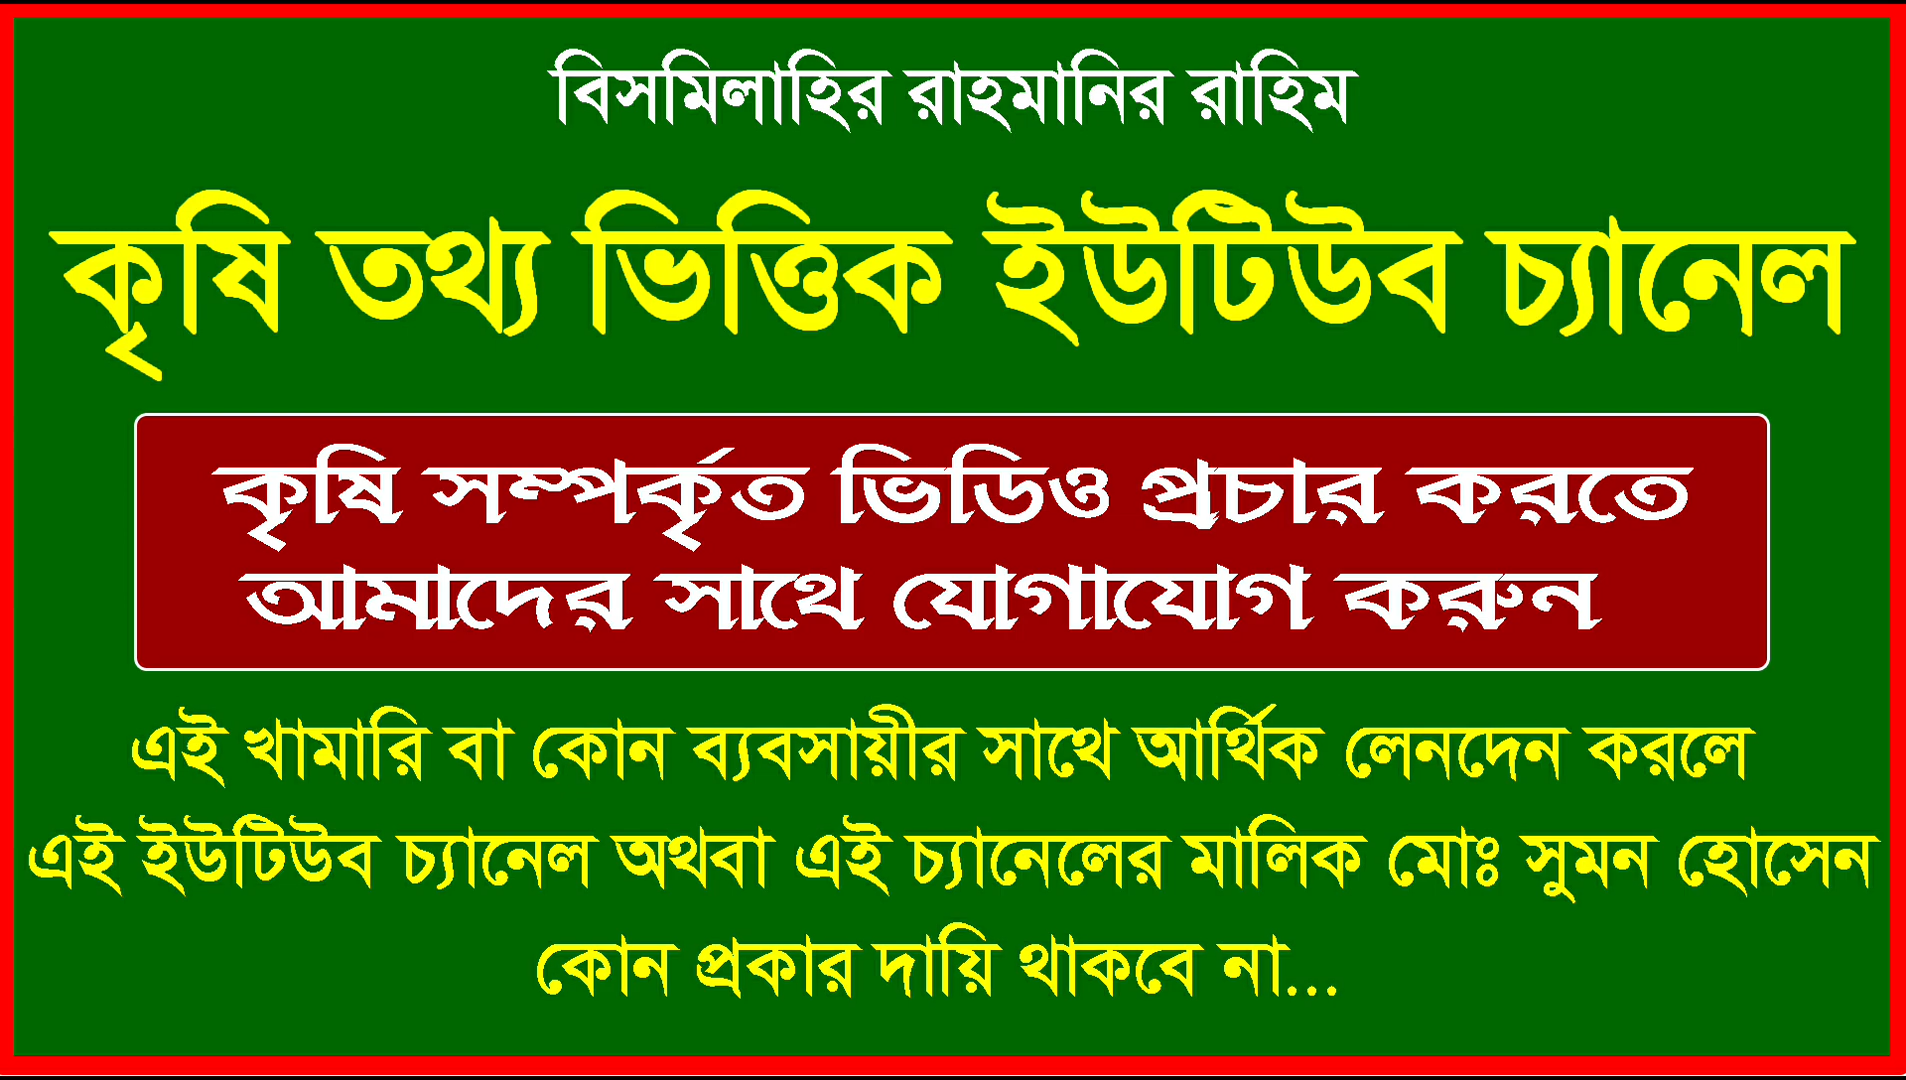 বিসমিলাহির রাহমানির রাহিম
কৃষি তথ্য ভিত্তিক ইউটিউব চ্যানেল
কৃষি সম্পর্কৃত ভিডিও প্রচার করতে
আমাদের সাথে যোগাযোগ করুন
এই খামারি বা কোন ব্যবসায়ীর সাথে আর্থিক লেনদেন করলে
এই ইউটিউব চ্যানেল অথবা এই চ্যানেলের মালিক মোঃ সুমন হোসেন
কোন প্রকার দায়ি থাকবে না...